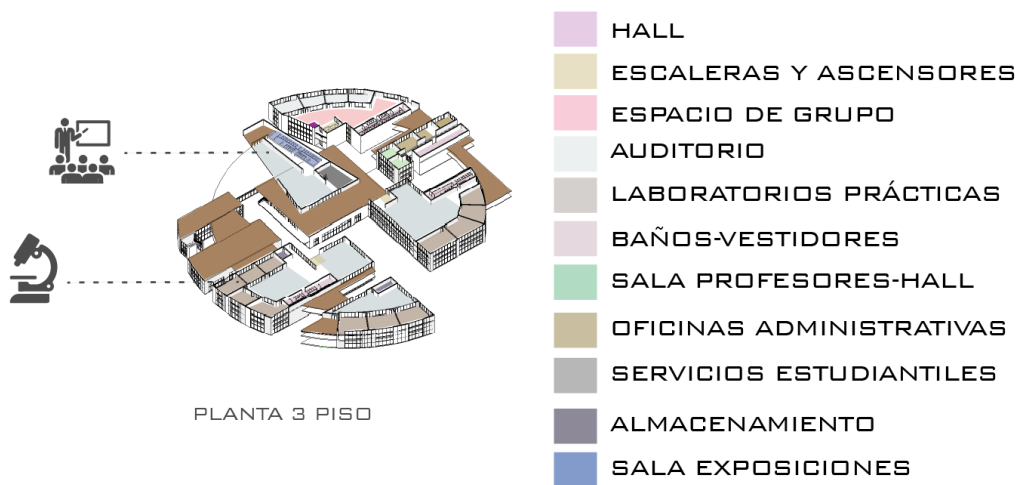 HALL
ESCALERAS Y ASCENSORES
ESPACIO DE GRUPO
AUDITORIO
LABORATORIOS PRÁCTICAS
BAÑOS-VESTIDORES
SALA PROFESORES-HALL
OFICINAS ADMINISTRATIVAS
SERVICIOS ESTUDIANTILES
ALMACENAMIENTO
SALA EXPOSICIONES
PLANTA 3 PISO